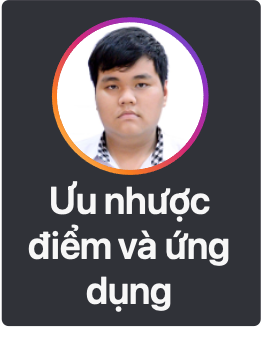 Ưu nhược
điểm và ứng
dụng